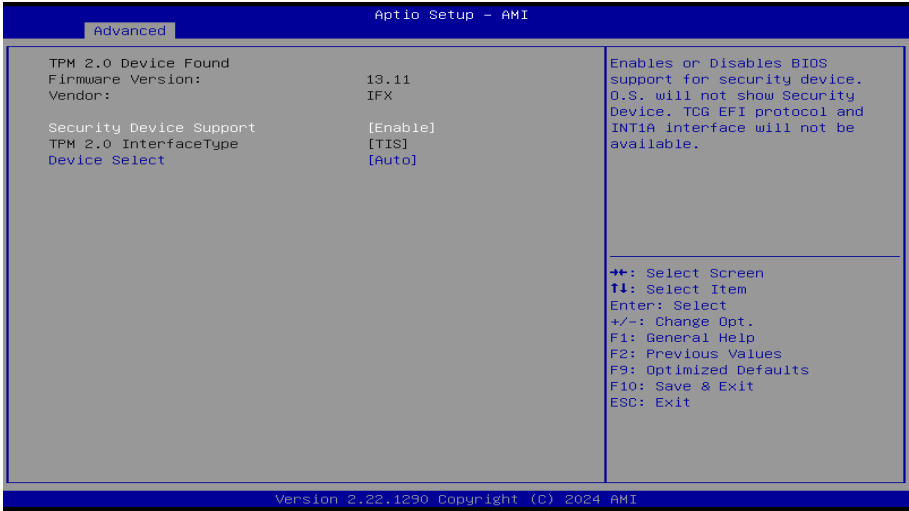 Aptio Setup – AMI
Advanced
TPM 2.0 Device Found
Firmware Version: 13.11
Vendor: IFX
Security Device Support [Enable]
TPM 2.0 InterfaceType [TIS]
Device Select [Auto]
Enables or Disables BIOS
support for security device.
O.S. will not show Security
Device. TCG EFI protocol and
INT1A interface will not be
available.
→←: Select Screen
↑↓: Select Item
Enter: Select
+/-: Change Opt.
F1: General Help
F2: Previous Values
F9: Optimized Defaults
F10: Save & Exit
ESC: Exit
Version 2.22.1290 Copyright (C) 2024 AMI